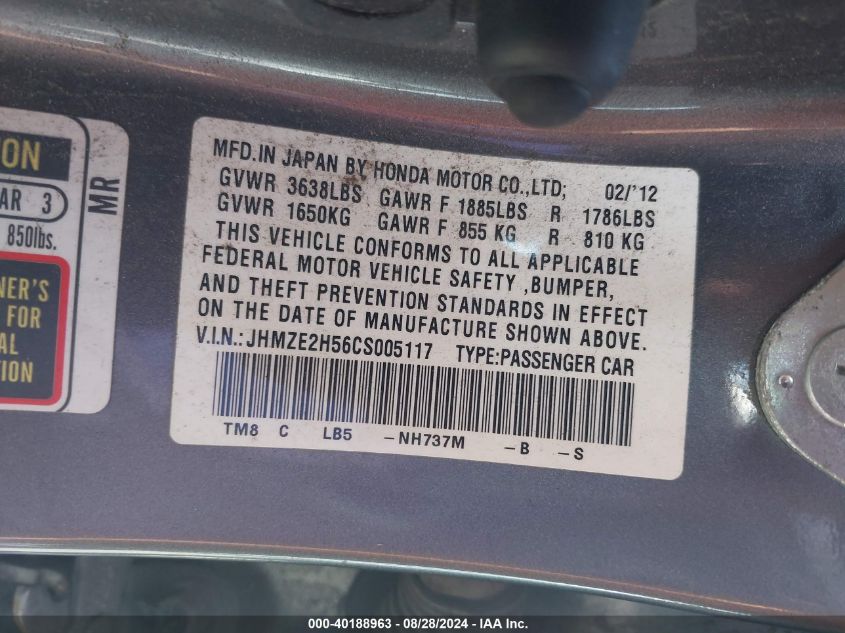 ON
AR 3
850lbs.
MR
NER'S
FOR
AL
TION
MFD.IN JAPAN BY HONDA MOTOR CO.,LTD; 02/'12
GVWR 3638LBS GAWR F 1885LBS R 1786LBS
GVWR 1650KG GAWR F 855 KG R 810 KG
THIS VEHICLE CONFORMS TO ALL APPLICABLE
FEDERAL MOTOR VEHICLE SAFETY ,BUMPER,
AND THEFT PREVENTION STANDARDS IN EFFECT
ON THE DATE OF MANUFACTURE SHOWN ABOVE.
V.I.N.:JHMZE2H56CS005117 TYPE:PASSENGER CAR
TM8 C LB5 -NH737M -B -S
000-40188963 - 08/28/2024 - IAA Inc.